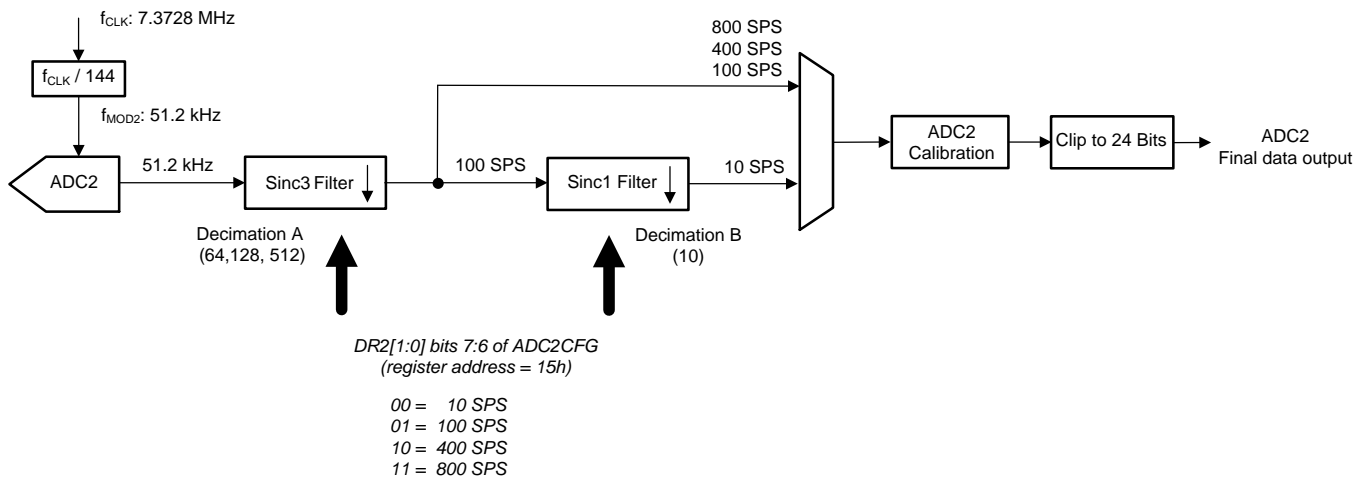 f_CLK: 7.3728 MHz
f_CLK / 144
f_MOD2: 51.2 kHz
ADC2
51.2 kHz
Sinc3 Filter
Decimation A
(64,128, 512)
100 SPS
Sinc1 Filter
Decimation B
(10)
10 SPS
800 SPS
400 SPS
100 SPS
ADC2
Calibration
Clip to 24 Bits
ADC2
Final data output
DR2[1:0] bits 7:6 of ADC2CFG
(register address = 15h)
00 = 10 SPS
01 = 100 SPS
10 = 400 SPS
11 = 800 SPS